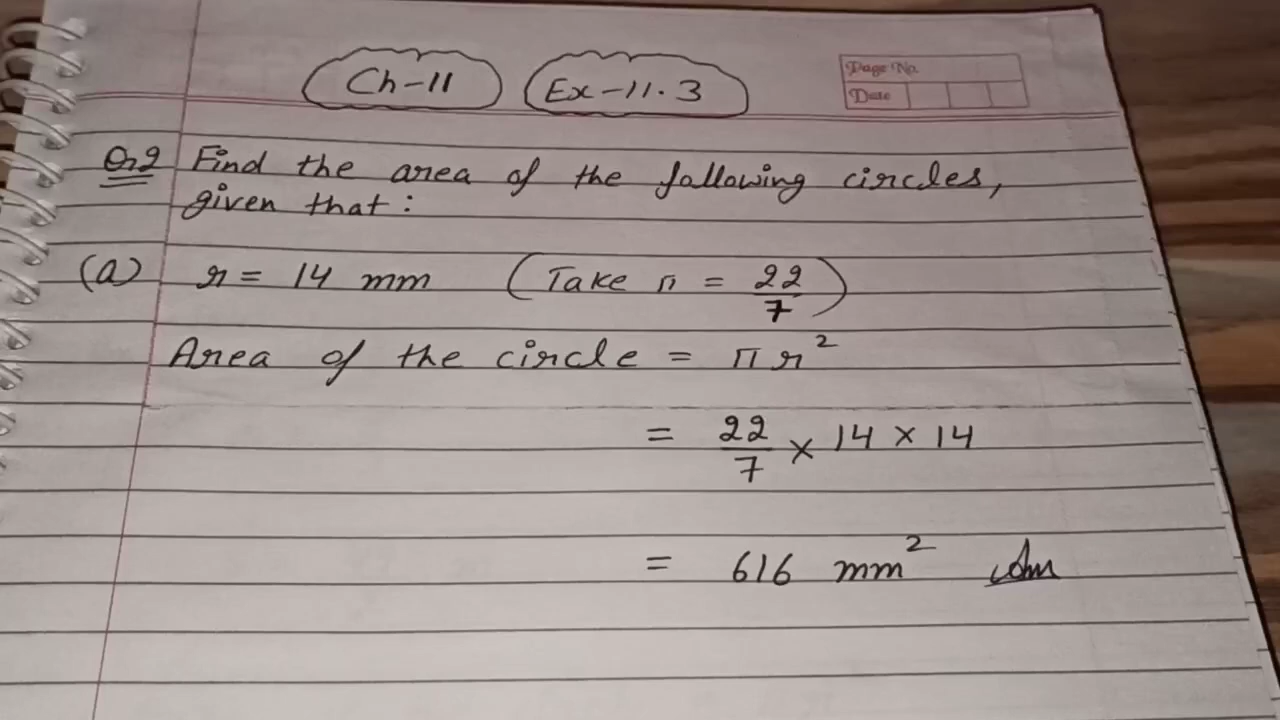 Ch-11 Ex-11.3
Page No.
Date
Qn2 Find the area of the following circles,
given that:
(a) r = 14 mm (Take π = 22/7)
Area of the circle = πr²
= 22/7 × 14 × 14
= 616 mm² Ans